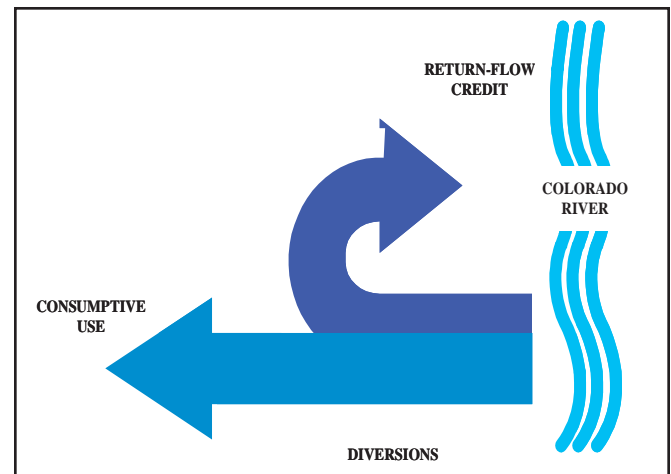 RETURN-FLOW
CREDIT
COLORADO
RIVER
CONSUMPTIVE
USE
DIVERSIONS